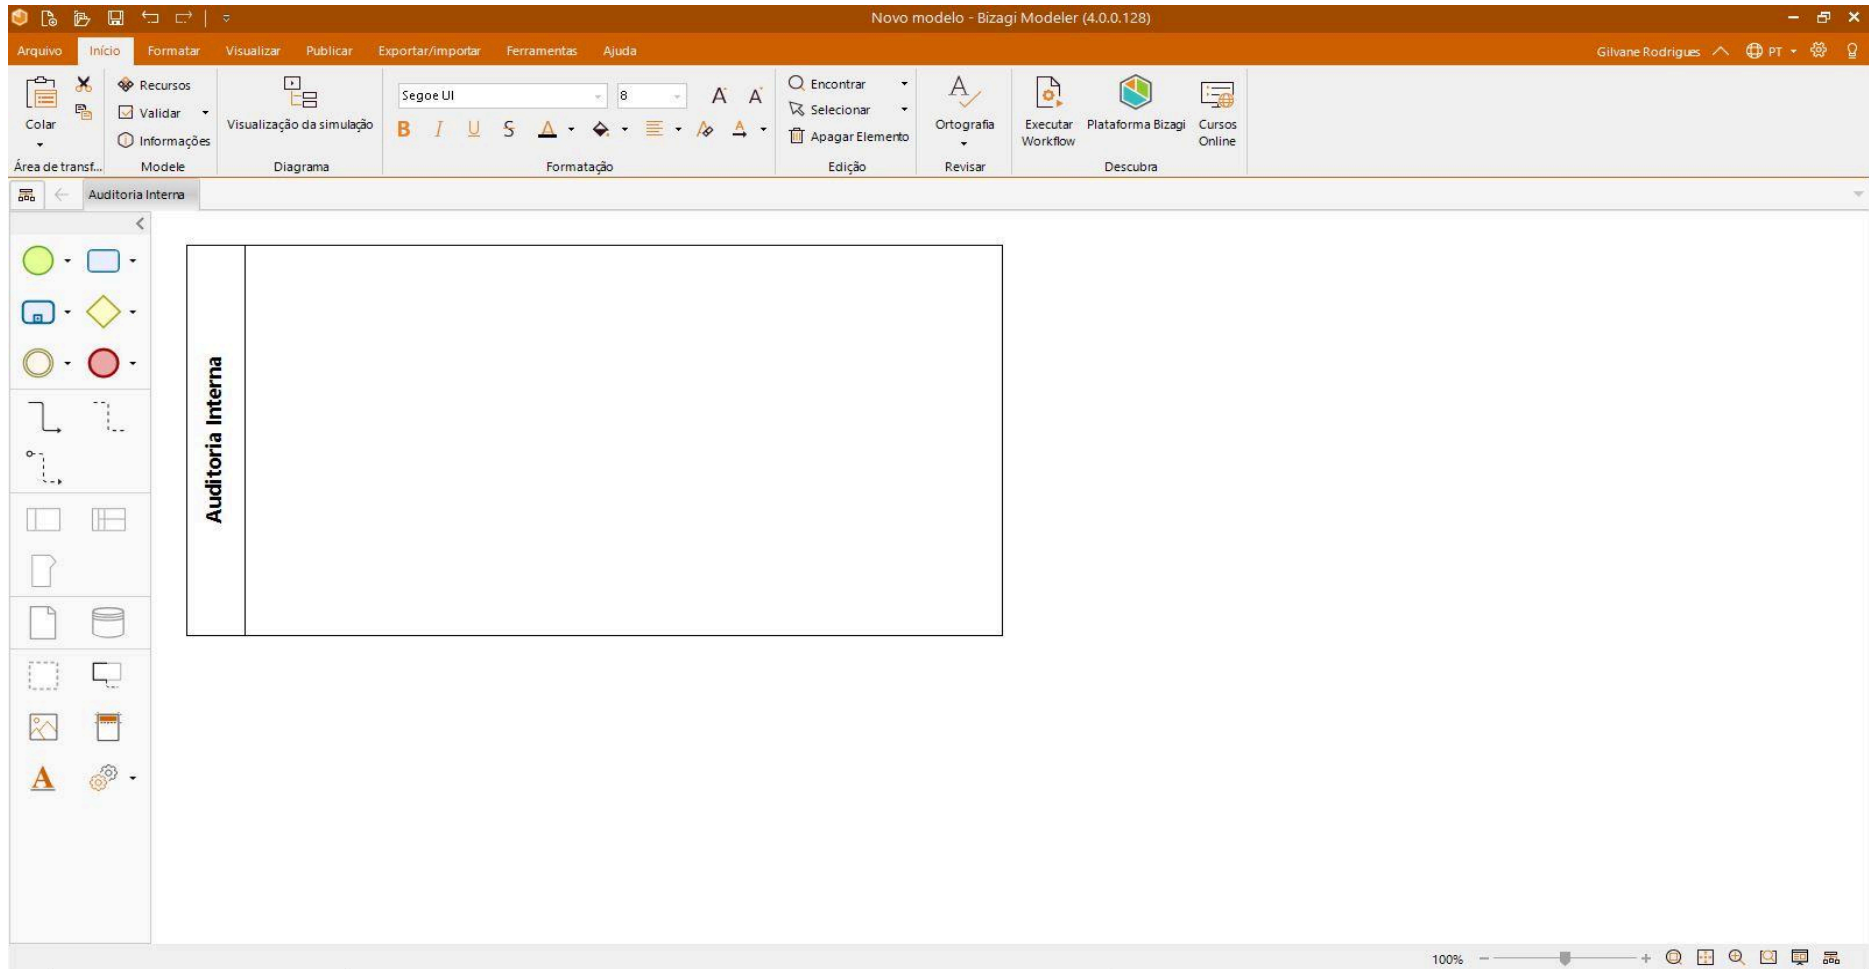 Novo modelo - Bizagi Modeler (4.0.0.128)
Arquivo Início Formatar Visualizar Publicar Exportar/importar Ferramentas Ajuda Gilvane Rodrigues PT
Colar
Área de transf...
Recursos
Validar
Informações
Modele
Visualização da simulação
Diagrama
Segoe UI 8 A A
B I U S A A
Formatação
Encontrar
Selecionar
Apagar Elemento
Edição
Ortografia
Revisar
Executar Workflow
Plataforma Bizagi
Cursos Online
Descubra
Auditoria Interna
Auditoria Interna
A
100%